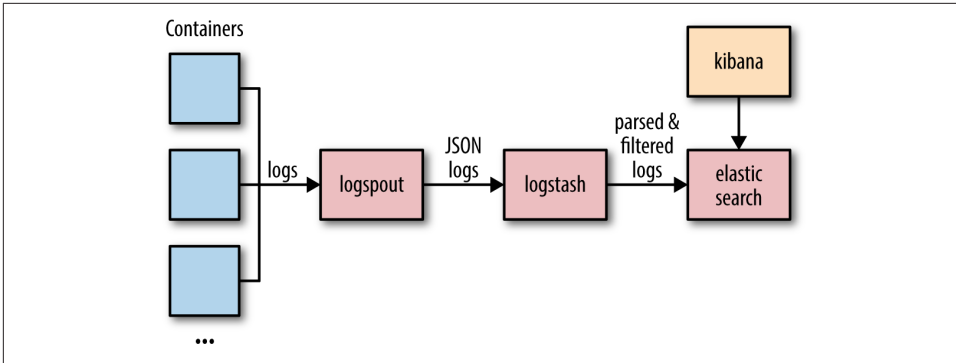 Containers
logs
logspout
JSON
logs
logstash
parsed &
filtered
logs
kibana
elastic
search
...